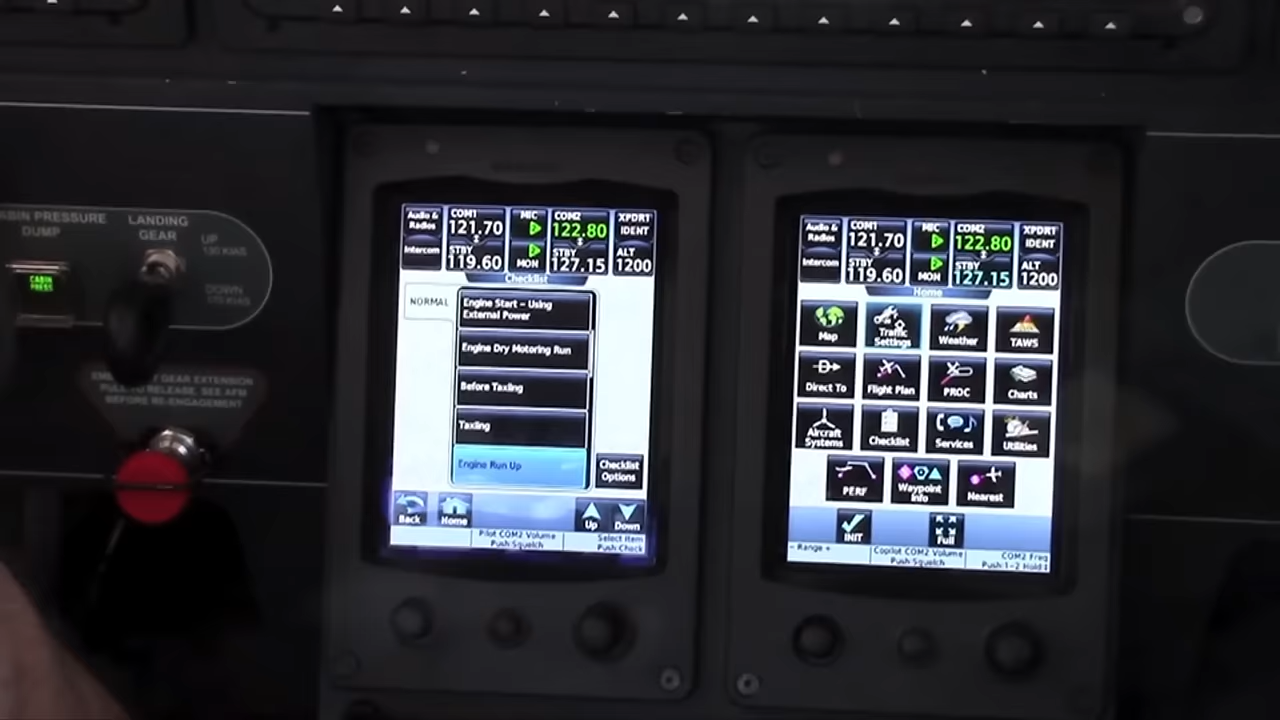 CABIN PRESSURE
DUMP
LANDING
GEAR
UP
130 KIAS
DOWN
CABIN
PRESS
EMERGENCY GEAR EXTENSION
PULL TO RELEASE, SEE AFM
BEFORE RE-ENGAGEMENT
Audio &
Radios
Intercom
COM1
121.70
STBY
119.60
MIC
MON
COM2
122.80
STBY
127.15
XPDRT
IDENT
ALT
1200
Checklist
NORMAL
Engine Start - Using
External Power
Engine Dry Motoring Run
Before Taxiing
Taxiing
Engine Run Up
Checklist
Options
Back
Home
Up
Down
Pilot COM2 Volume
Push:Squelch
Select Item
Push:Check
Audio &
Radios
Intercom
COM1
121.70
STBY
119.60
MIC
MON
COM2
122.80
STBY
127.15
XPDRT
IDENT
ALT
1200
Home
Map
Traffic
Settings
Weather
TAWS
Direct To
Flight Plan
PROC
Charts
Aircraft
Systems
Checklist
Services
Utilities
PERF
Waypoint
Info
Nearest
INIT
Full
- Range +
Copilot COM2 Volume
Push:Squelch
COM2 Freq
Push:1-2 Hold:↕